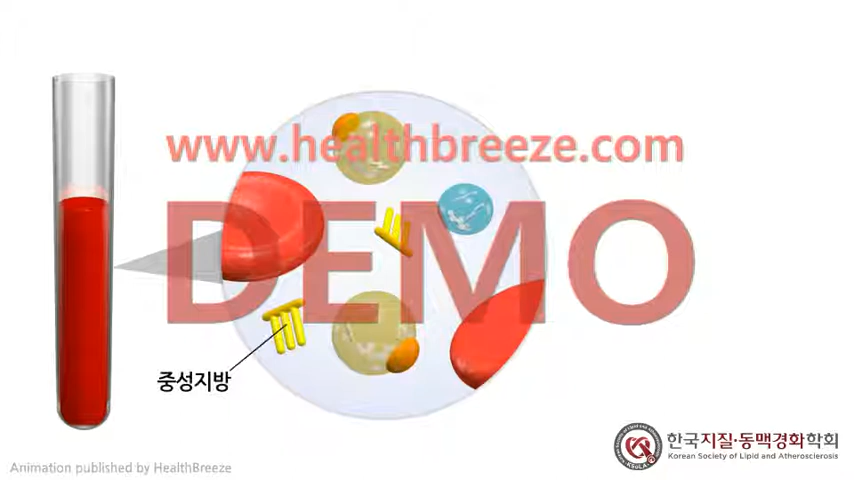 www.healthbreeze.com
DEMO
중성지방
한국지질·동맥경화학회
Korean Society of Lipid and Atherosclerosis
Animation published by HealthBreeze